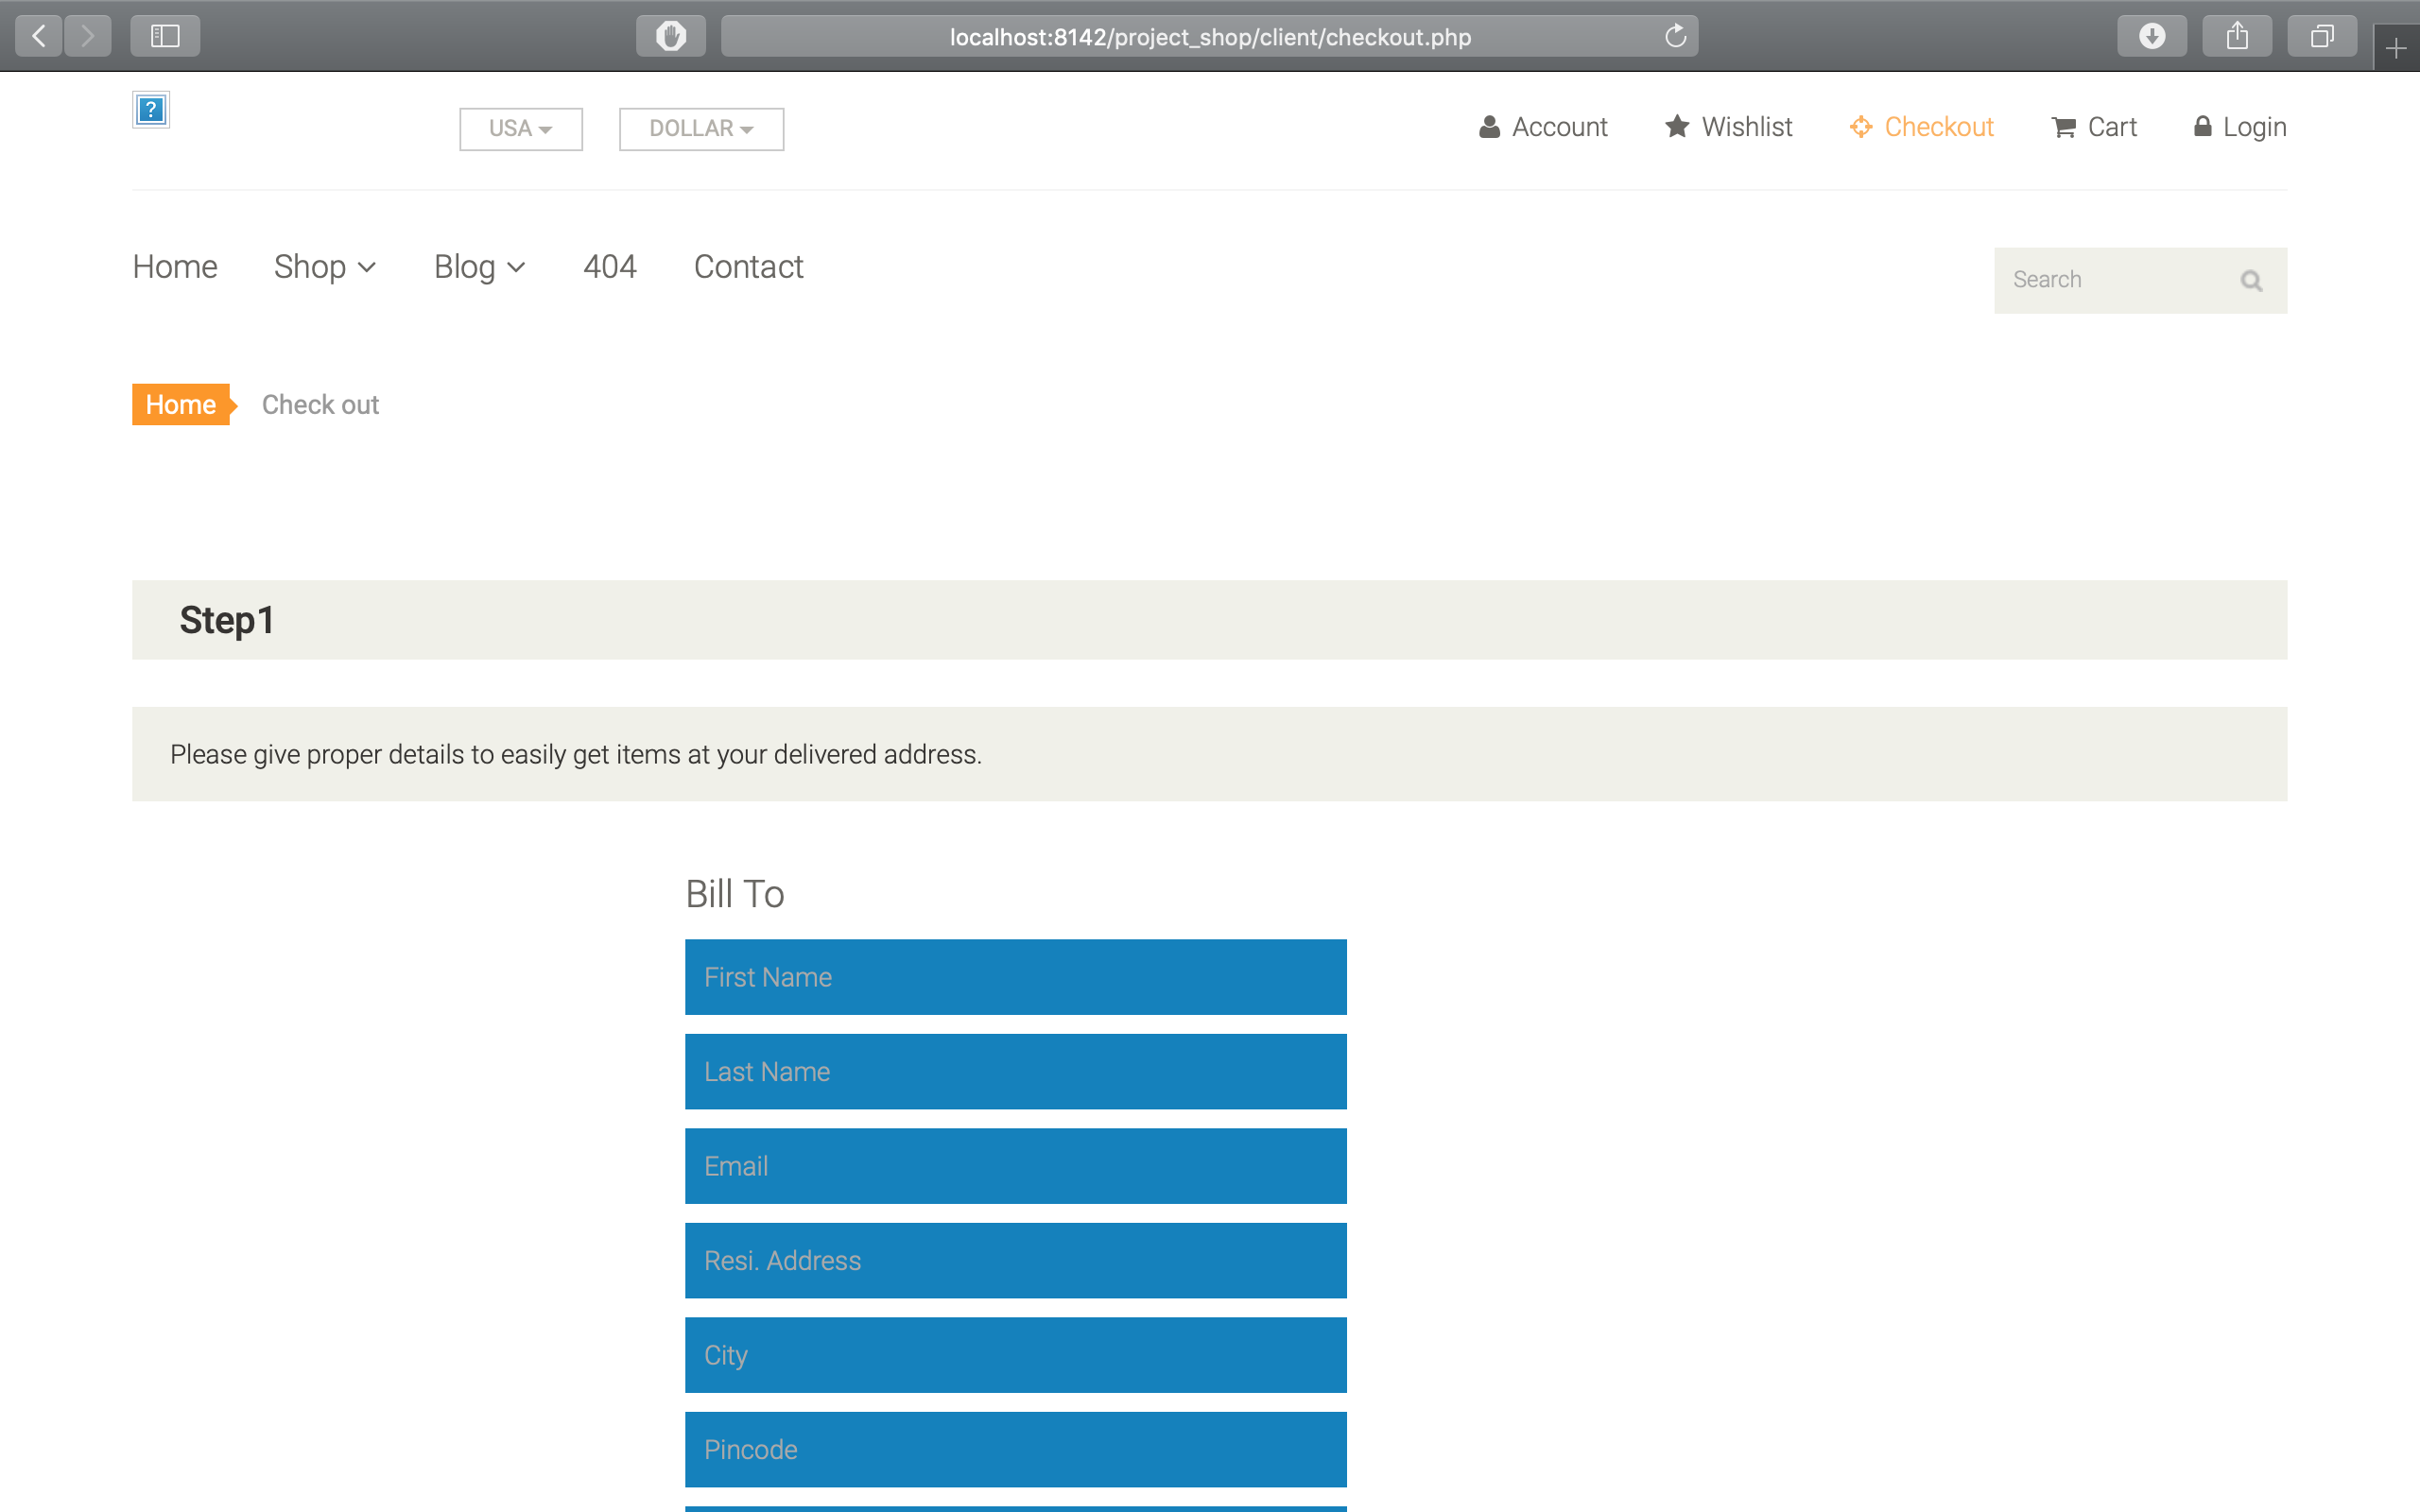 localhost:8142/project_shop/client/checkout.php
?
USA
DOLLAR
Account
Wishlist
Checkout
Cart
Login
Home
Shop
Blog
404
Contact
Search
Home
Check out
Step1
Please give proper details to easily get items at your delivered address.
Bill To
First Name
Last Name
Email
Resi. Address
City
Pincode